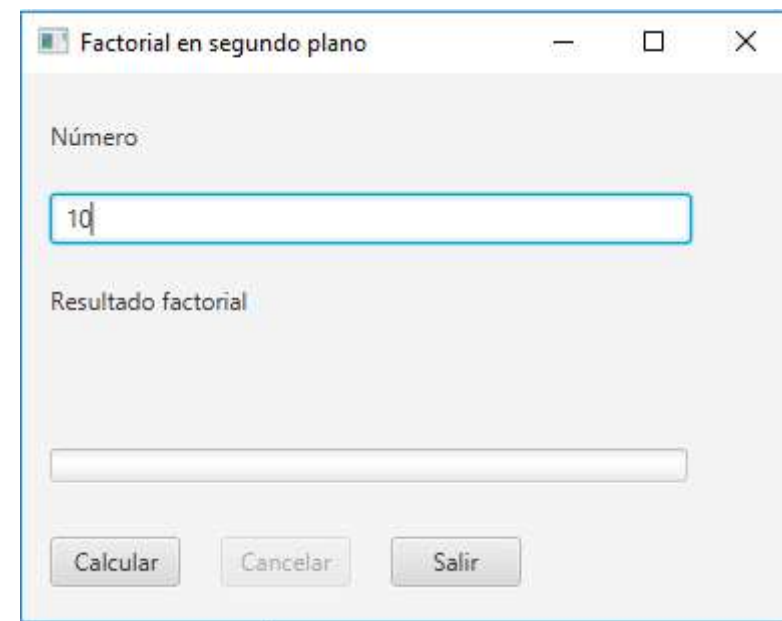 Factorial en segundo plano
Número
10
Resultado factorial
Calcular Cancelar Salir